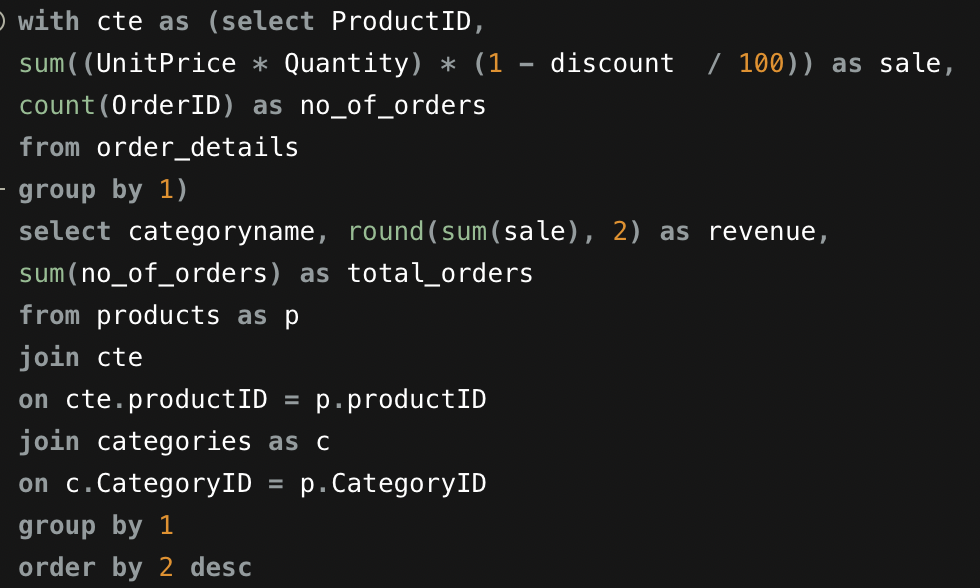 with cte as (select ProductID,
sum((UnitPrice * Quantity) * (1 - discount  / 100)) as sale,
count(OrderID) as no_of_orders
from order_details
group by 1)
select categoryname, round(sum(sale), 2) as revenue,
sum(no_of_orders) as total_orders
from products as p
join cte
on cte.productID = p.productID
join categories as c
on c.CategoryID = p.CategoryID
group by 1
order by 2 desc